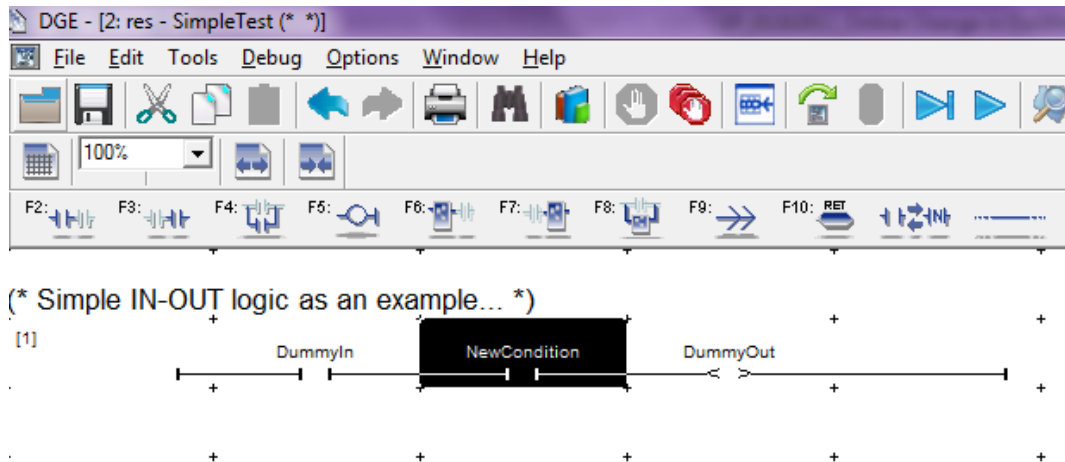 DGE - [2: res - SimpleTest (* *)]
File Edit Tools Debug Options Window Help
100%
F2: F3: F4: F5: F6: F7: F8: F9: F10: RET
(* Simple IN-OUT logic as an example... *)
[1]
DummyIn NewCondition DummyOut